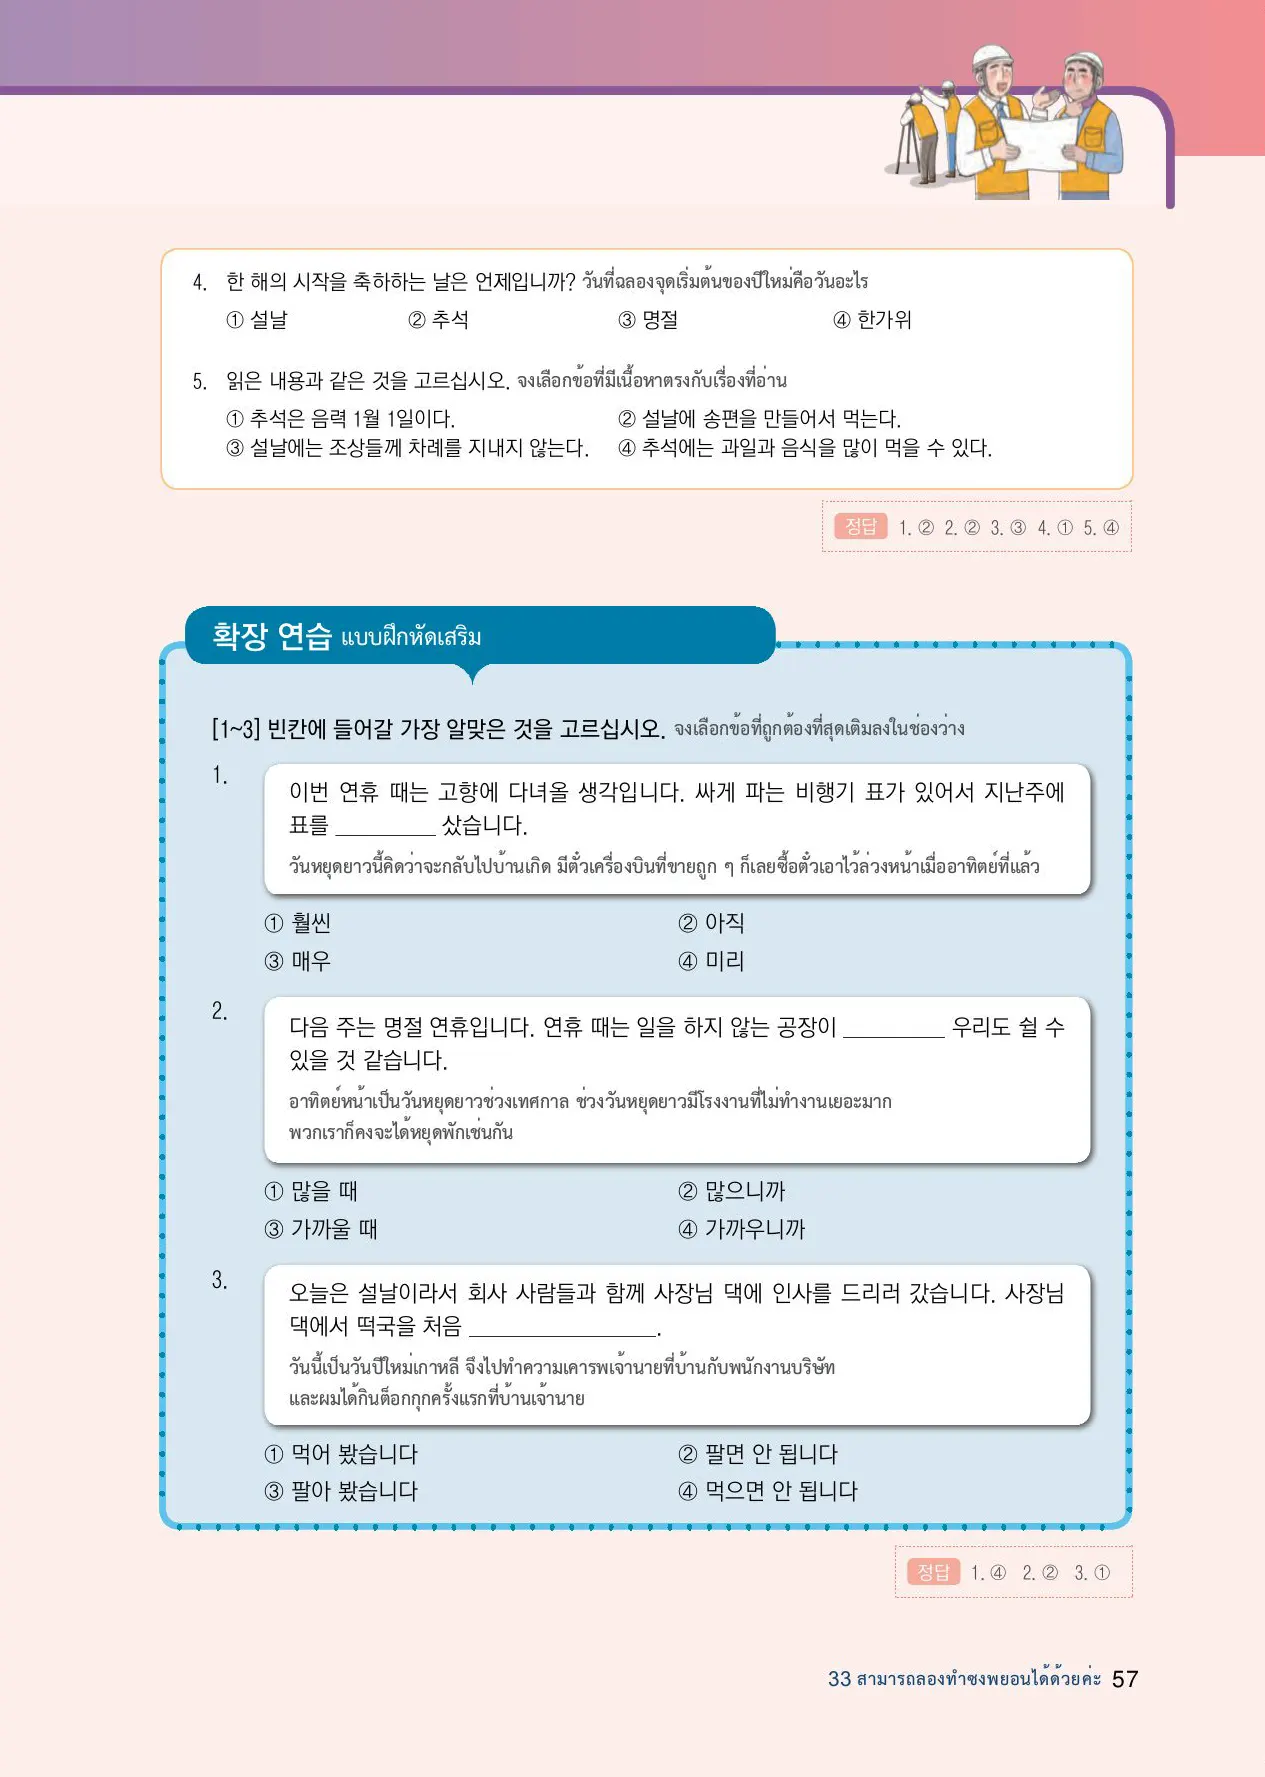 4. 한 해의 시작을 축하하는 날은 언제입니까? วันที่ฉลองจุดเริ่มต้นของปีใหม่คือวันอะไร
① 설날 ② 추석 ③ 명절 ④ 한가위
5. 읽은 내용과 같은 것을 고르십시오. จงเลือกข้อที่มีเนื้อหาตรงกับเรื่องที่อ่าน
① 추석은 음력 1월 1일이다. ② 설날에 송편을 만들어서 먹는다.
③ 설날에는 조상들께 차례를 지내지 않는다. ④ 추석에는 과일과 음식을 많이 먹을 수 있다.
정답 1. ② 2. ② 3. ③ 4. ① 5. ④
확장 연습 แบบฝึกหัดเสริม
[1~3] 빈칸에 들어갈 가장 알맞은 것을 고르십시오. จงเลือกข้อที่ถูกต้องที่สุดเติมลงในช่องว่าง
1. 이번 연휴 때는 고향에 다녀올 생각입니다. 싸게 파는 비행기 표가 있어서 지난주에
표를 ________ 샀습니다.
วันหยุดยาวนี้คิดว่าจะกลับไปบ้านเกิด มีตั๋วเครื่องบินที่ขายถูก ๆ ก็เลยซื้อตั๋วเอาไว้ล่วงหน้าเมื่ออาทิตย์ที่แล้ว
① 훨씬 ② 아직
③ 매우 ④ 미리
2. 다음 주는 명절 연휴입니다. 연휴 때는 일을 하지 않는 공장이 ________ 우리도 쉴 수
있을 것 같습니다.
อาทิตย์หน้าเป็นวันหยุดยาวช่วงเทศกาล ช่วงวันหยุดยาวมีโรงงานที่ไม่ทำงานเยอะมาก
พวกเราก็คงจะได้หยุดพักเช่นกัน
① 많을 때 ② 많으니까
③ 가까울 때 ④ 가까우니까
3. 오늘은 설날이라서 회사 사람들과 함께 사장님 댁에 인사를 드리러 갔습니다. 사장님
댁에서 떡국을 처음 ________________.
วันนี้เป็นวันปีใหม่เกาหลี จึงไปทำความเคารพเจ้านายที่บ้านกับพนักงานบริษัท
และผมได้กินต็อกกุกครั้งแรกที่บ้านเจ้านาย
① 먹어 봤습니다 ② 팔면 안 됩니다
③ 팔아 봤습니다 ④ 먹으면 안 됩니다
정답 1. ④ 2. ② 3. ①
33 สามารถลองทำซงพยอนได้ด้วยค่ะ 57